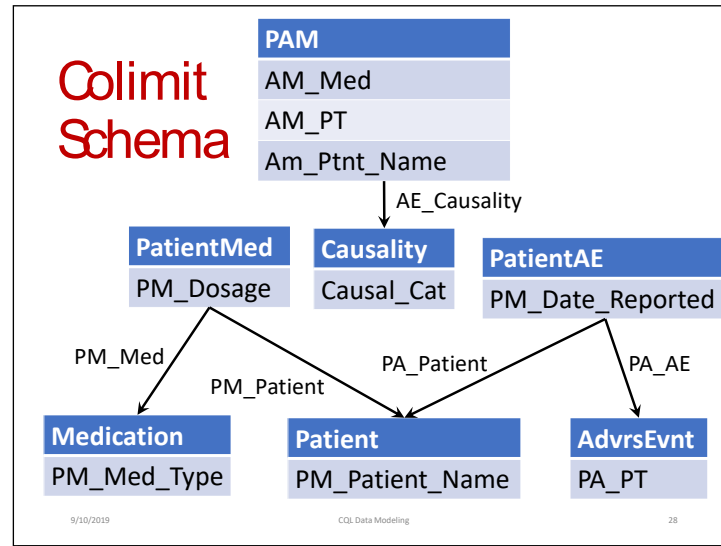 Colimit
Schema
PAM
AM_Med
AM_PT
Am_Ptnt_Name
AE_Causality
PatientMed
PM_Dosage
Causality
Causal_Cat
PatientAE
PM_Date_Reported
PM_Med
PM_Patient
PA_Patient
PA_AE
Medication
PM_Med_Type
Patient
PM_Patient_Name
AdvrsEvnt
PA_PT
9/10/2019
CQL Data Modeling
28